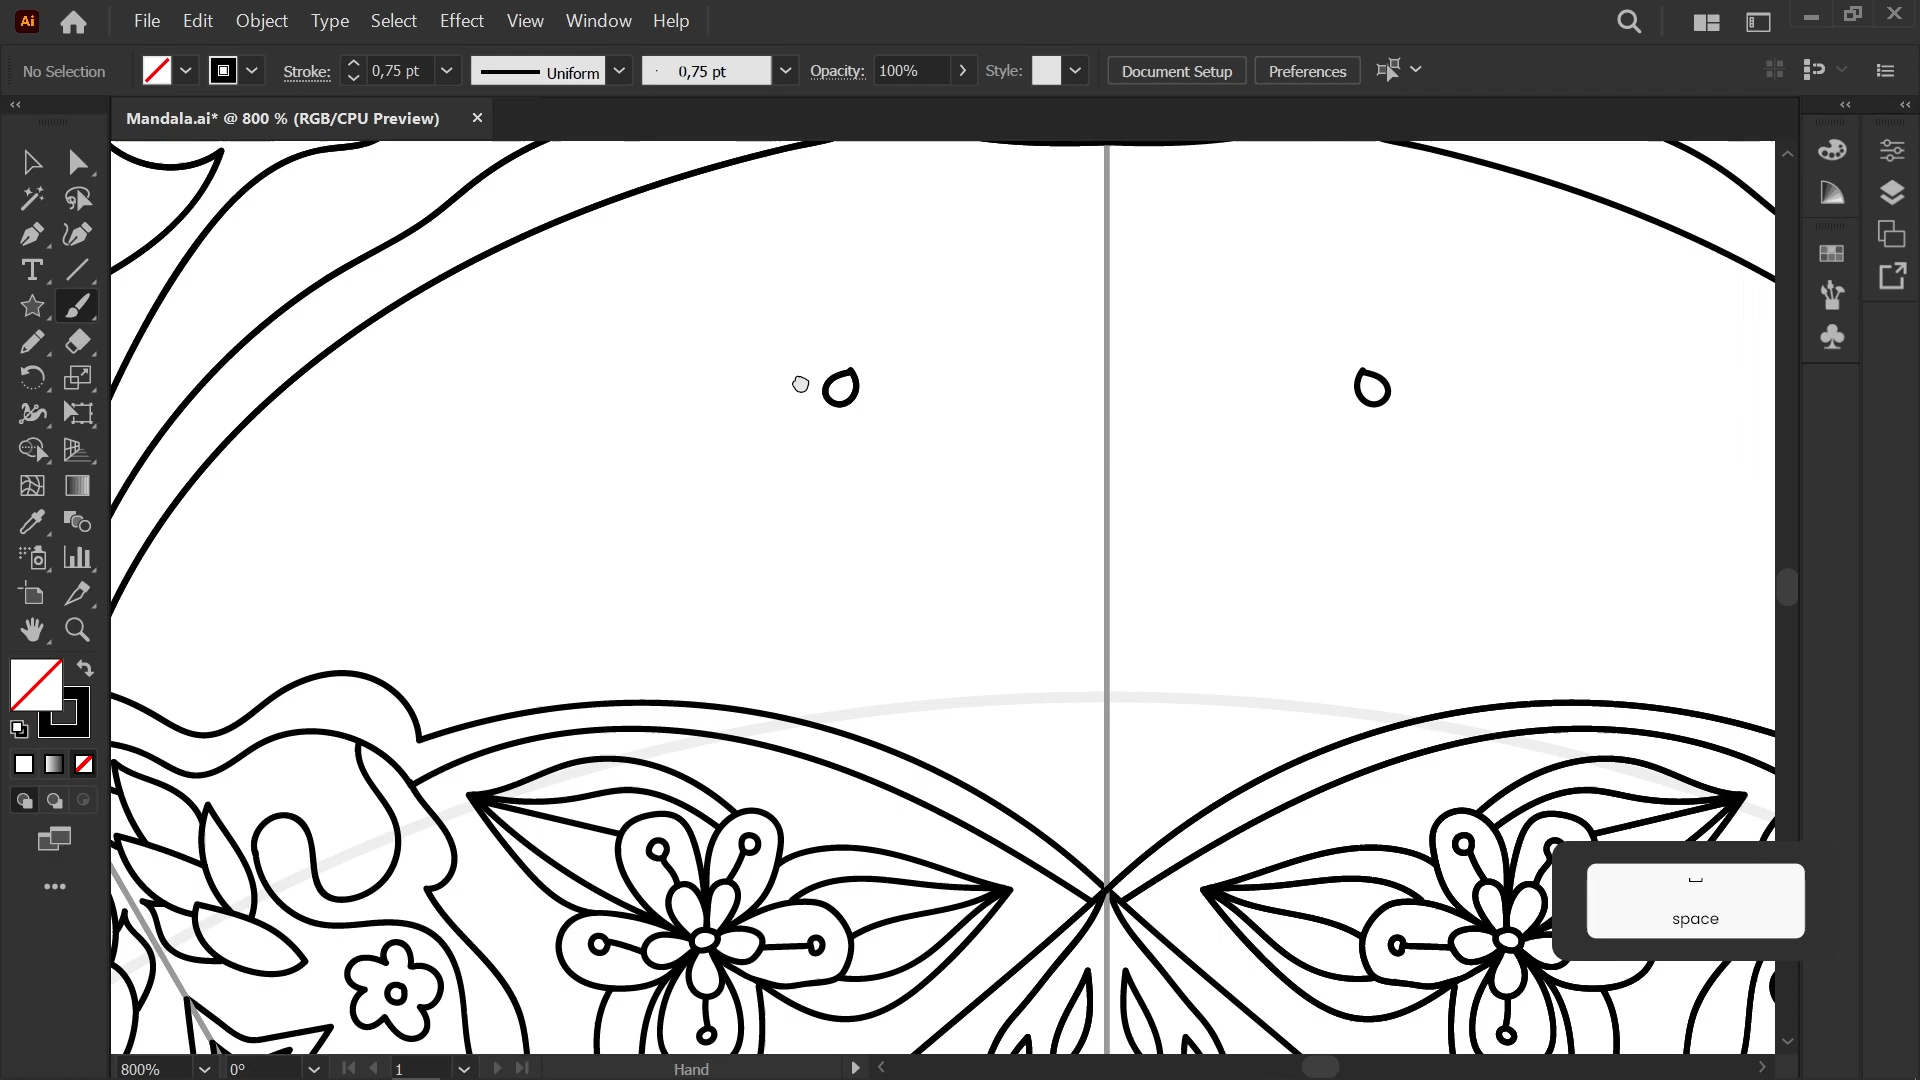 Ai File Edit Object Type Select Effect View Window Help
No Selection Stroke: 0,75 pt Uniform 0,75 pt Opacity: 100% Style: Document Setup Preferences
Mandala.ai* @ 800 % (RGB/CPU Preview)
space
800% 0° 1 Hand